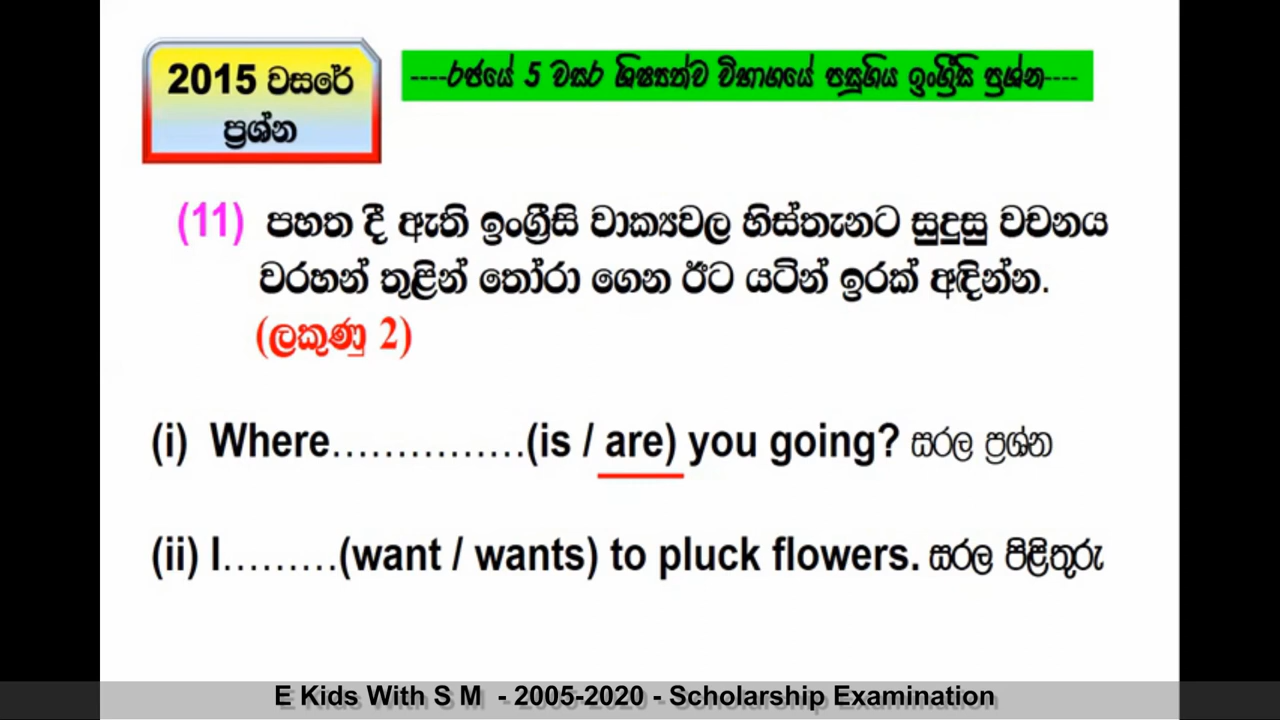 2015 වසරේ
ප්‍රශ්න
----රජයේ 5 වසර ශිෂ්‍යත්ව විභාගයේ පසුගිය ඉංග්‍රීසි ප්‍රශ්න----
(11) පහත දී ඇති ඉංග්‍රීසි වාක්‍යවල හිස්තැනට සුදුසු වචනය
වරහන් තුළින් තෝරා ගෙන ඊට යටින් ඉරක් අඳින්න.
(ලකුණු 2)
(i) Where……………(is / are) you going? සරල ප්‍රශ්න
(ii) I………(want / wants) to pluck flowers. සරල පිළිතුරු
E Kids With S M - 2005-2020 - Scholarship Examination